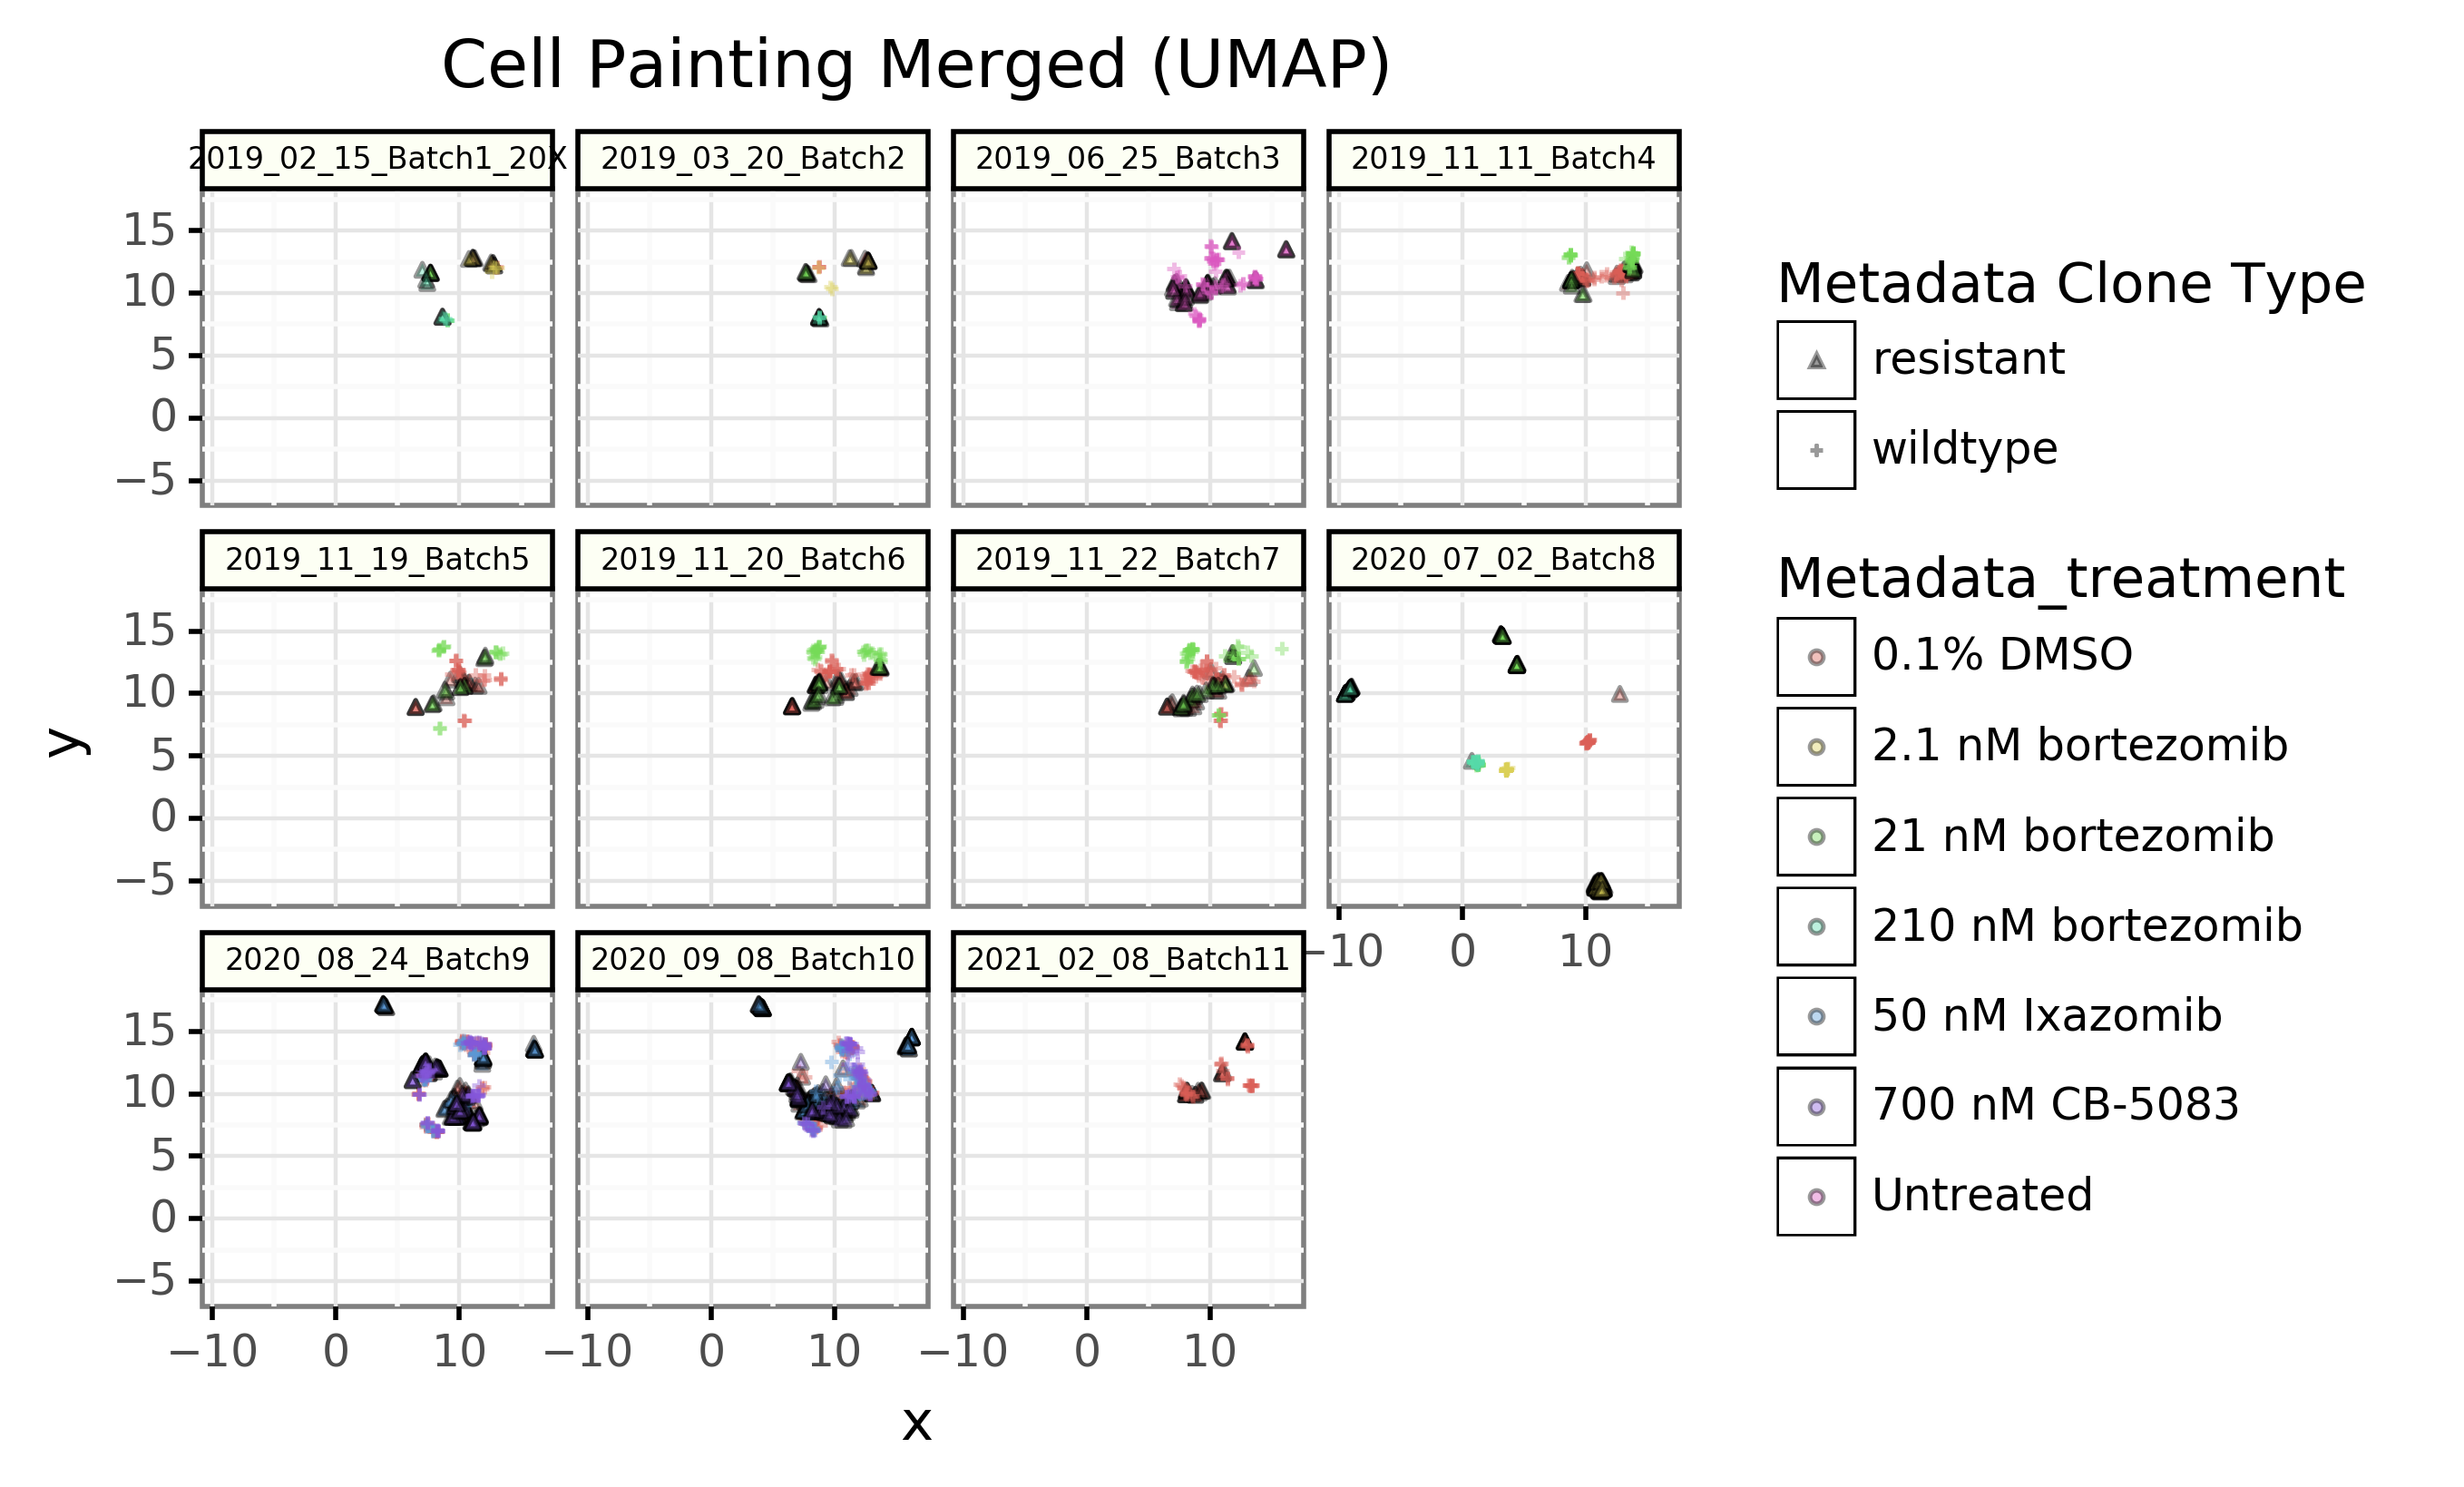 Cell Painting Merged (UMAP)
2019_02_15_Batch1_20X
2019_03_20_Batch2
2019_06_25_Batch3
2019_11_11_Batch4
15
10
5
0
−5
2019_11_19_Batch5
2019_11_20_Batch6
2019_11_22_Batch7
2020_07_02_Batch8
15
10
5
0
−5
−10 0 10
2020_08_24_Batch9
2020_09_08_Batch10
2021_02_08_Batch11
15
10
5
0
−5
−10 0 10
−10 0 10
−10 0 10
x
y
Metadata Clone Type
resistant
wildtype
Metadata_treatment
0.1% DMSO
2.1 nM bortezomib
21 nM bortezomib
210 nM bortezomib
50 nM Ixazomib
700 nM CB-5083
Untreated